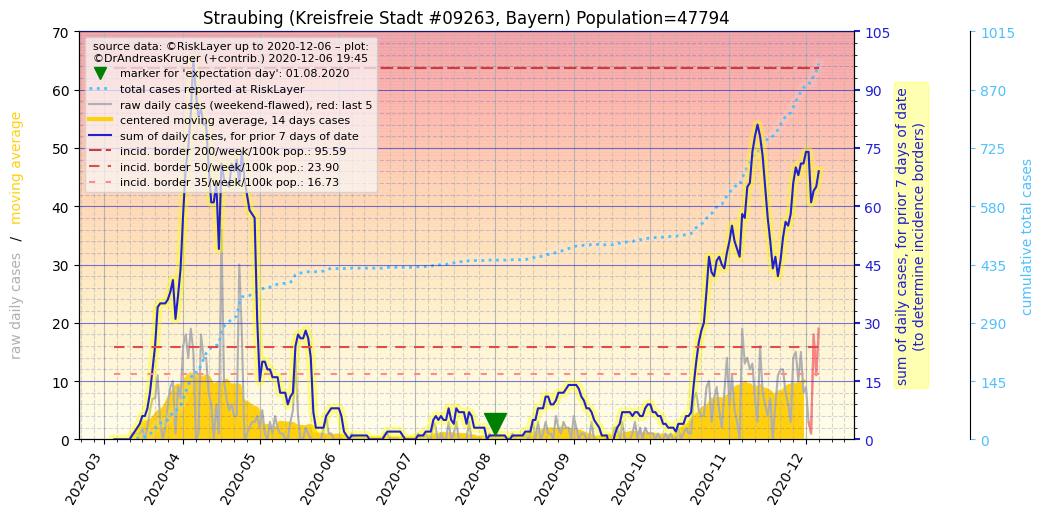 Straubing (Kreisfreie Stadt #09263, Bayern) Population=47794
source data: ©RiskLayer up to 2020-12-06 – plot:
©DrAndreasKruger (+contrib.) 2020-12-06 19:45
marker for 'expectation day': 01.08.2020
total cases reported at RiskLayer
raw daily cases (weekend-flawed), red: last 5
centered moving average, 14 days cases
sum of daily cases, for prior 7 days of date
incid. border 200/week/100k pop.: 95.59
incid. border 50/week/100k pop.: 23.90
incid. border 35/week/100k pop.: 16.73
raw daily cases / moving average
70
60
50
40
30
20
10
0
2020-03
2020-04
2020-05
2020-06
2020-07
2020-08
2020-09
2020-10
2020-11
2020-12
105
90
75
60
45
30
15
0
sum of daily cases, for prior 7 days of date
(to determine incidence borders)
1015
870
725
580
435
290
145
0
cumulative total cases